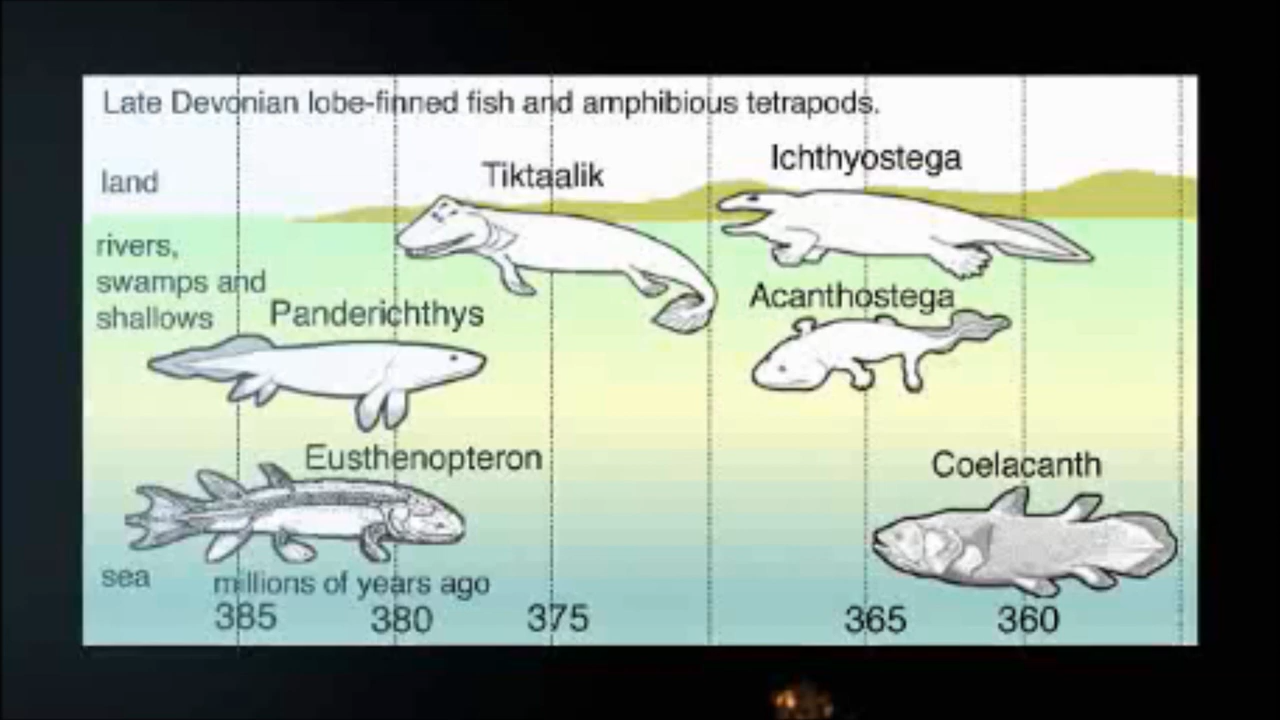 Late Devonian lobe-finned fish and amphibious tetrapods.
Ichthyostega
Tiktaalik
land
rivers,
swamps and
shallows
Acanthostega
Panderichthys
Eusthenopteron
Coelacanth
sea
millions of years ago
385 380 375 365 360